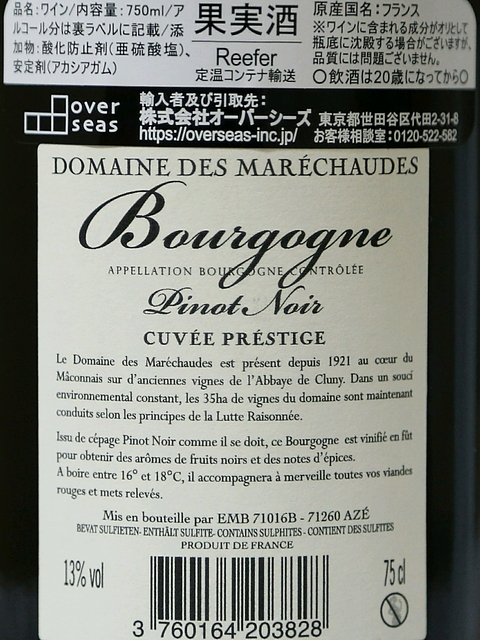 品名:ワイン/内容量:750ml/ア
ルコール分は裏ラベルに記載/添
加物:酸化防止剤(亜硫酸塩)、
安定剤(アカシアガム)
果実酒
Reefer
定温コンテナ輸送
原産国名:フランス
※ワインに含まれる成分がオリとして
瓶底に沈殿する場合がございますが、
品質には問題ございません。
○飲酒は20歳になってから○
over
seas
輸入者及び引取先:
株式会社オーバーシーズ 東京都世田谷区代田2-31-8
https://overseas-inc.jp/ お客様相談室:0120-522-582
DOMAINE DES MARÉCHAUDES
Bourgogne
APPELLATION BOURGOGNE CONTRÔLÉE
Pinot Noir
CUVÉE PRÉSTIGE
Le Domaine des Maréchaudes est présent depuis 1921 au cœur du
Mâconnais sur d'anciennes vignes de l'Abbaye de Cluny. Dans un souci
environnemental constant, les 35ha de vignes du domaine sont maintenant
conduits selon les principes de la Lutte Raisonnée.
Issu de cépage Pinot Noir comme il se doit, ce Bourgogne est vinifié en fût
pour obtenir des arômes de fruits noirs et des notes d'épices.
A boire entre 16° et 18°C, il accompagnera à merveille toutes vos viandes
rouges et mets relevés.
Mis en bouteille par EMB 71016B - 71260 AZÉ
BEVAT SULFIETEN- ENTHÄLT SULFITE- CONTAINS SULPHITES - CONTIENT DES SULFITES
PRODUIT DE FRANCE
13% vol
75 cl
3 760164 203828